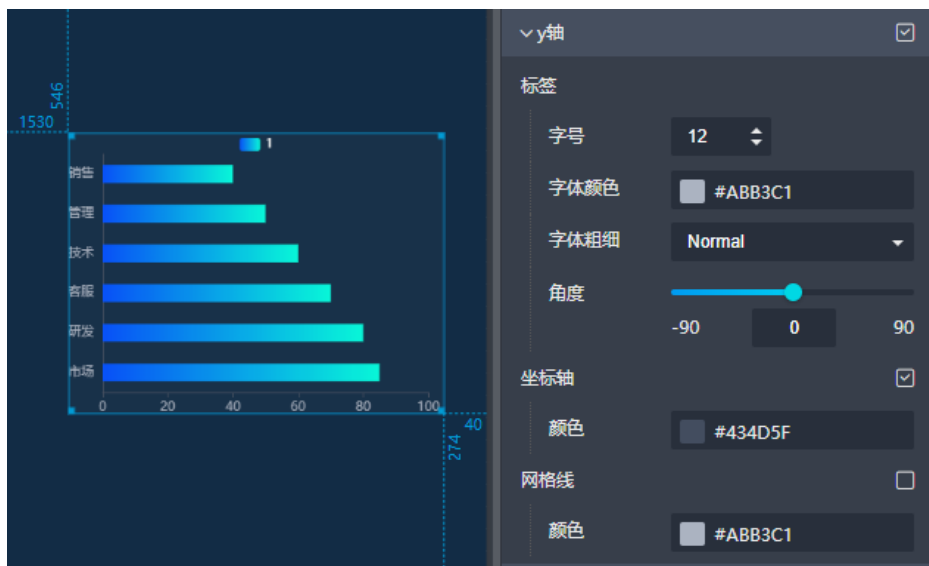 546
1530
1
销售
管理
技术
客服
研发
市场
0 20 40 60 80 100
40
274
y轴
标签
字号 12
字体颜色 #ABB3C1
字体粗细 Normal
角度
-90 0 90
坐标轴
颜色 #434D5F
网格线
颜色 #ABB3C1